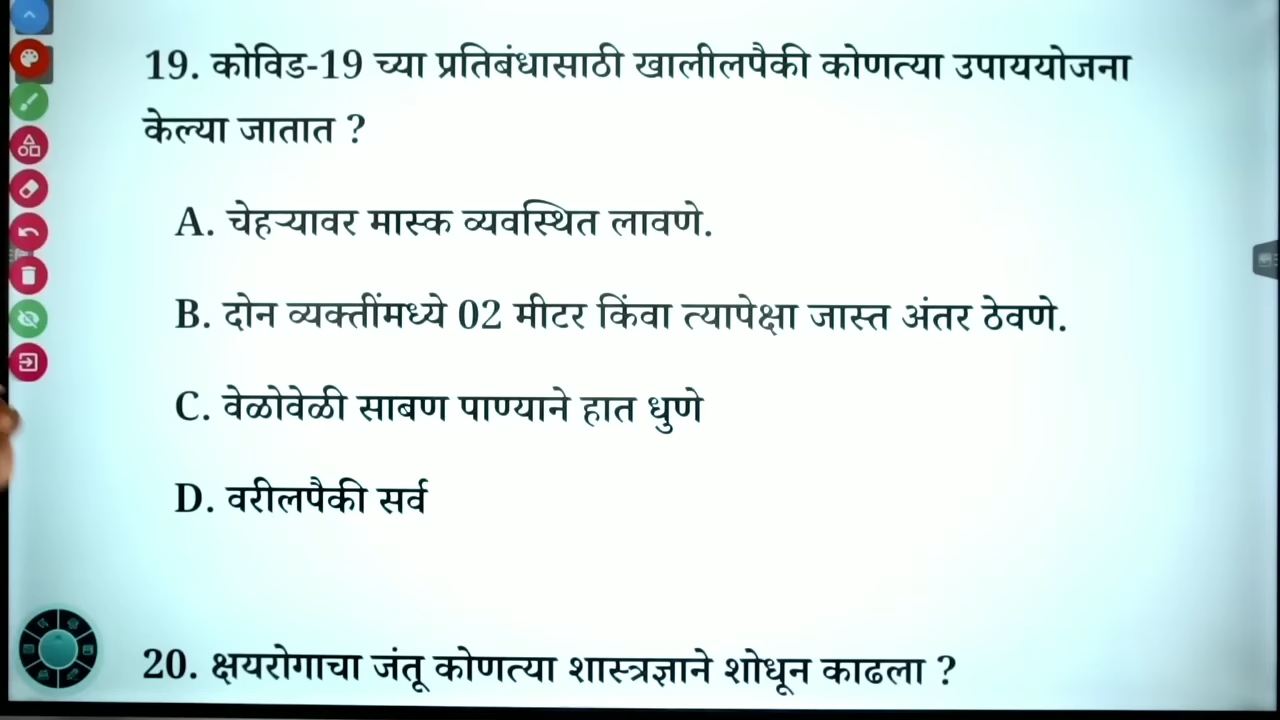 19. कोविड-19 च्या प्रतिबंधासाठी खालीलपैकी कोणत्या उपाययोजना
केल्या जातात ?
A. चेहऱ्यावर मास्क व्यवस्थित लावणे.
B. दोन व्यक्तींमध्ये 02 मीटर किंवा त्यापेक्षा जास्त अंतर ठेवणे.
C. वेळोवेळी साबण पाण्याने हात धुणे
D. वरीलपैकी सर्व
20. क्षयरोगाचा जंतू कोणत्या शास्त्रज्ञाने शोधून काढला ?